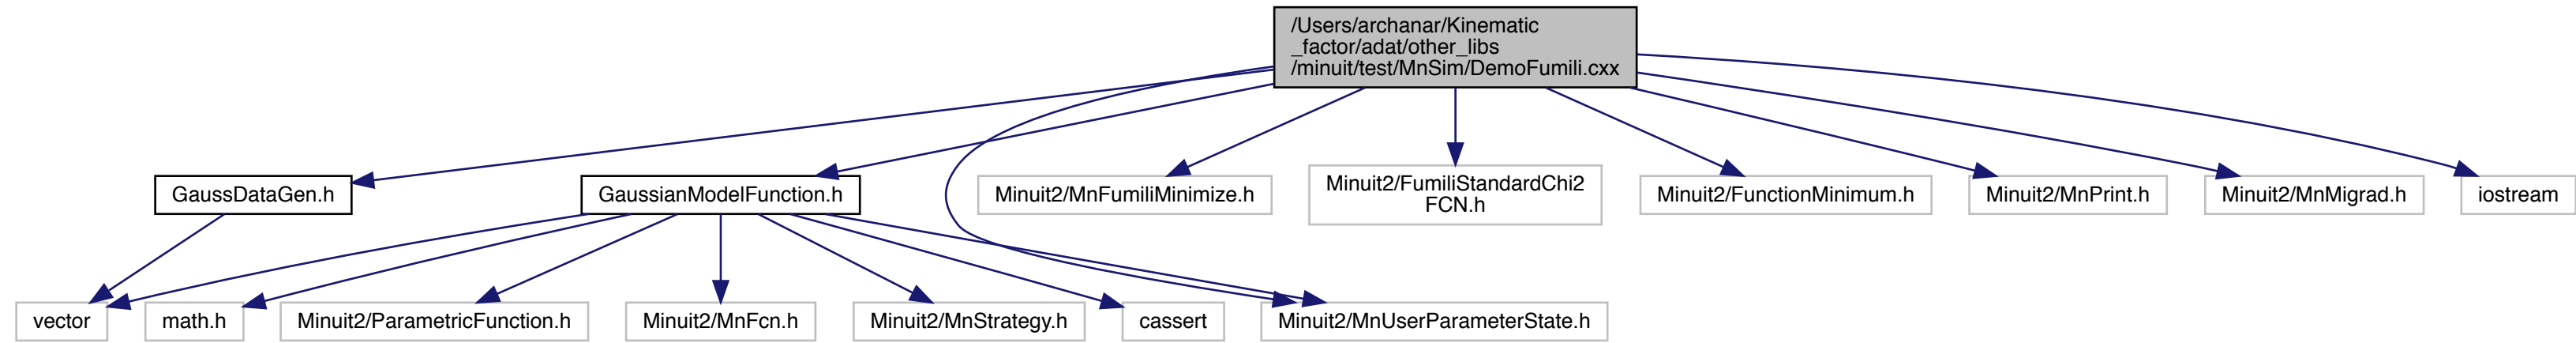 /Users/archanar/Kinematic
_factor/adat/other_libs
/minuit/test/MnSim/DemoFumili.cxx
GaussDataGen.h
GaussianModelFunction.h
Minuit2/MnFumiliMinimize.h
Minuit2/FumiliStandardChi2
FCN.h
Minuit2/FunctionMinimum.h
Minuit2/MnPrint.h
Minuit2/MnMigrad.h
iostream
vector
math.h
Minuit2/ParametricFunction.h
Minuit2/MnFcn.h
Minuit2/MnStrategy.h
cassert
Minuit2/MnUserParameterState.h